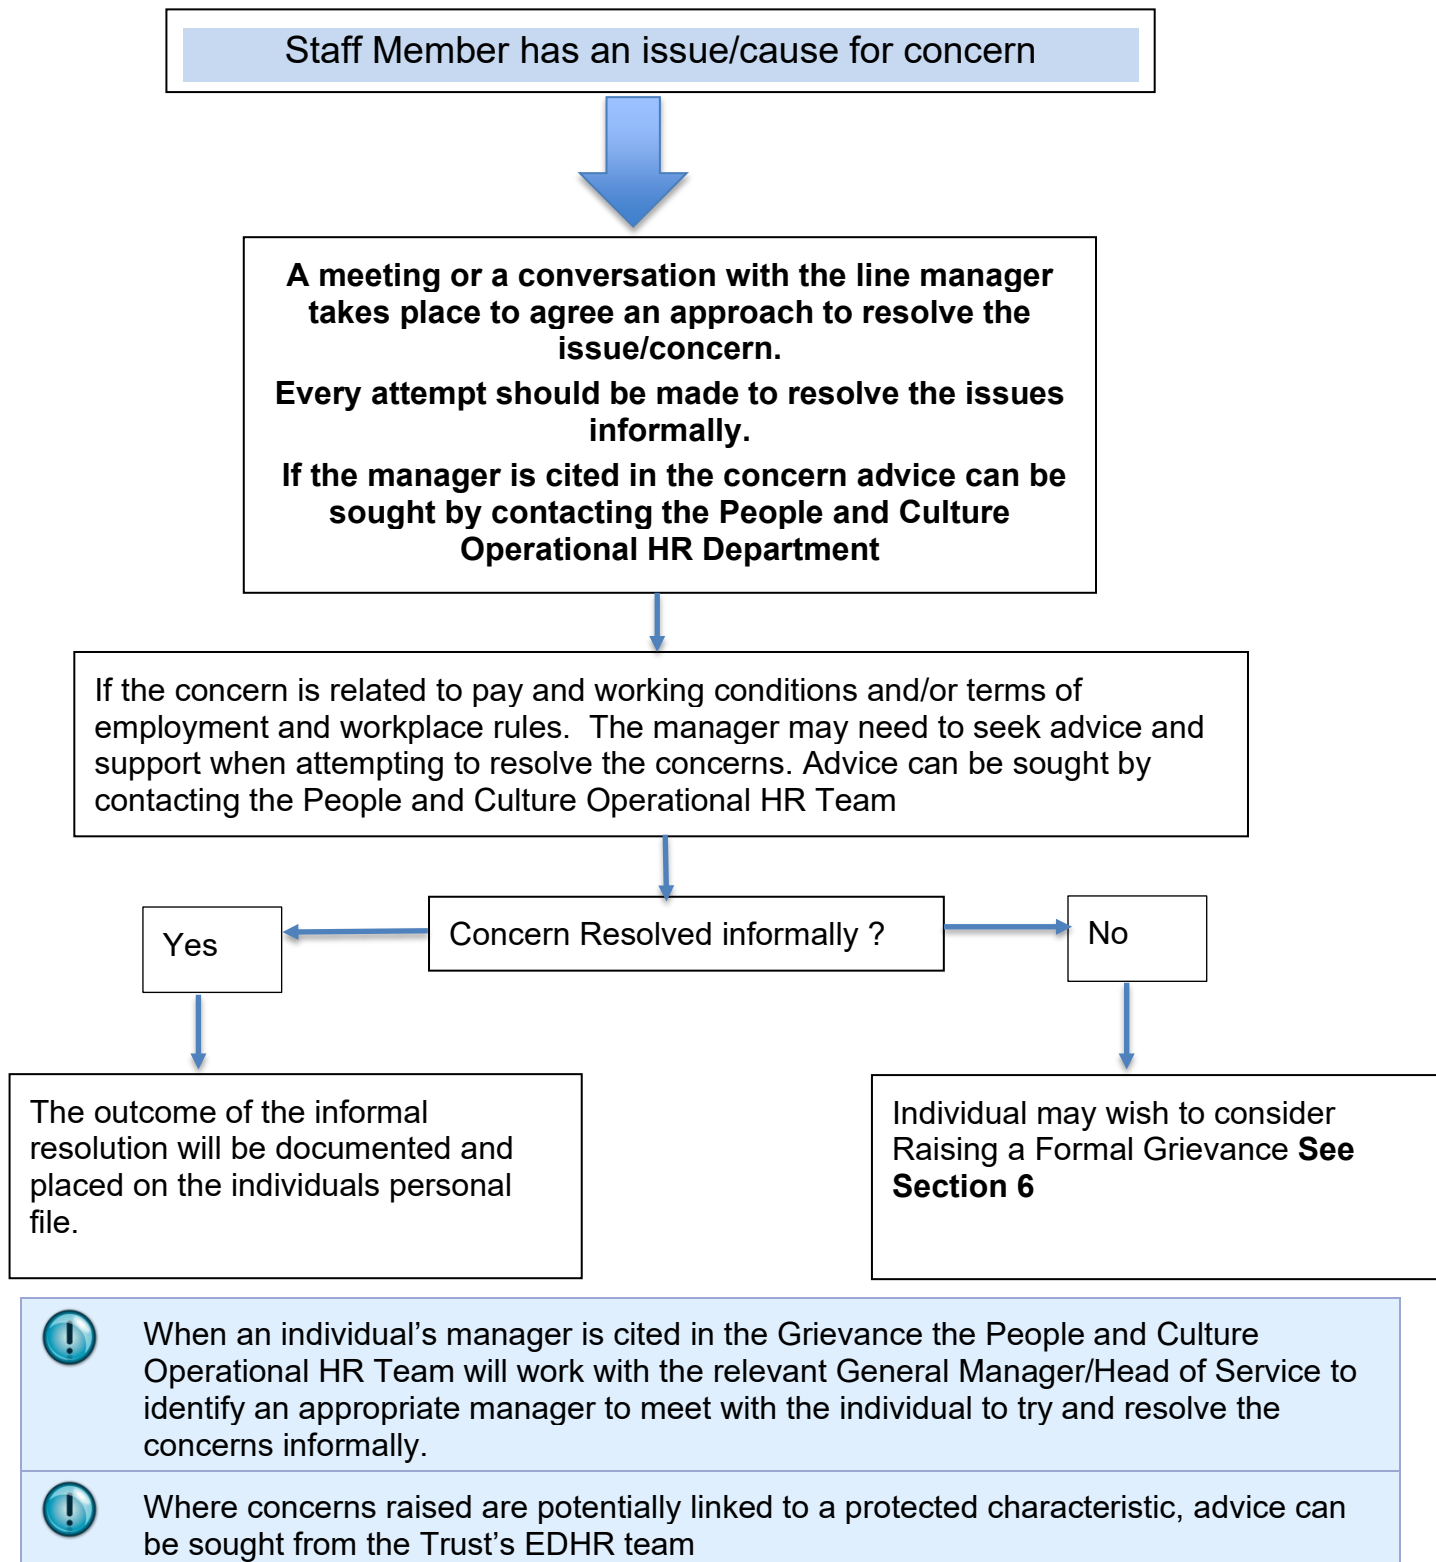 Staff Member has an issue/cause for concern
A meeting or a conversation with the line manager
takes place to agree an approach to resolve the
issue/concern.
Every attempt should be made to resolve the issues
informally.
If the manager is cited in the concern advice can be
sought by contacting the People and Culture
Operational HR Department
If the concern is related to pay and working conditions and/or terms of
employment and workplace rules.  The manager may need to seek advice and
support when attempting to resolve the concerns. Advice can be sought by
contacting the People and Culture Operational HR Team
Yes
Concern Resolved informally ?
No
The outcome of the informal
resolution will be documented and
placed on the individuals personal
file.
Individual may wish to consider
Raising a Formal Grievance See
Section 6
When an individual’s manager is cited in the Grievance the People and Culture
Operational HR Team will work with the relevant General Manager/Head of Service to
identify an appropriate manager to meet with the individual to try and resolve the
concerns informally.
Where concerns raised are potentially linked to a protected characteristic, advice can
be sought from the Trust’s EDHR team